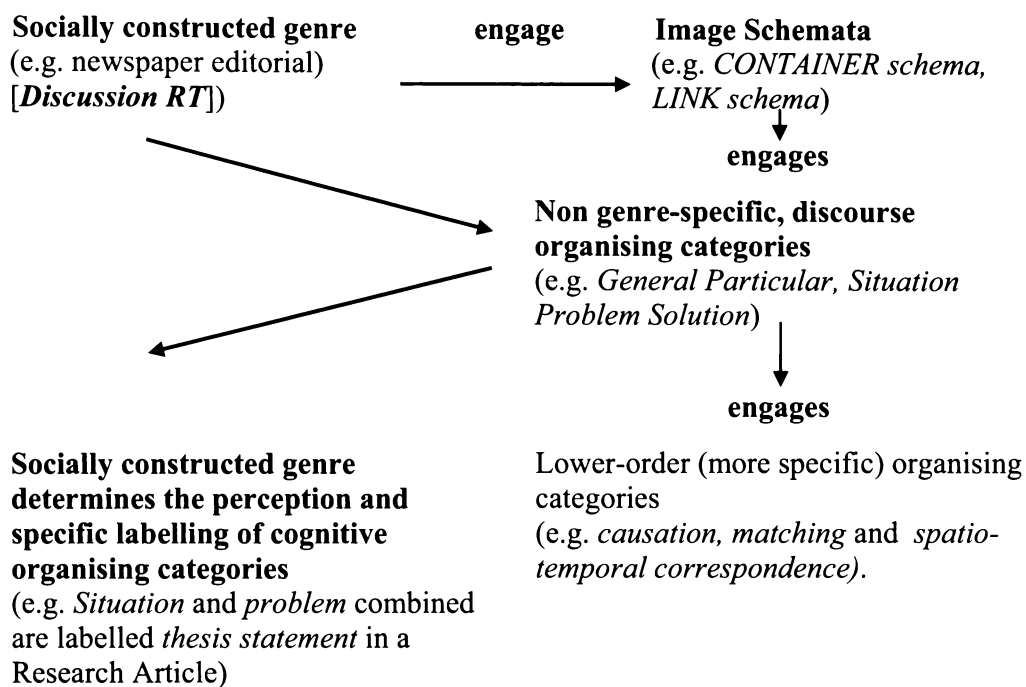 Socially constructed genre
(e.g. newspaper editorial)
[Discussion RT])
engage
Image Schemata
(e.g. CONTAINER schema,
LINK schema)
engages
Non genre-specific, discourse
organising categories
(e.g. General Particular, Situation
Problem Solution)
engages
Socially constructed genre
determines the perception and
specific labelling of cognitive
organising categories
(e.g. Situation and problem combined
are labelled thesis statement in a
Research Article)
Lower-order (more specific) organising
categories
(e.g. causation, matching and spatio-
temporal correspondence).